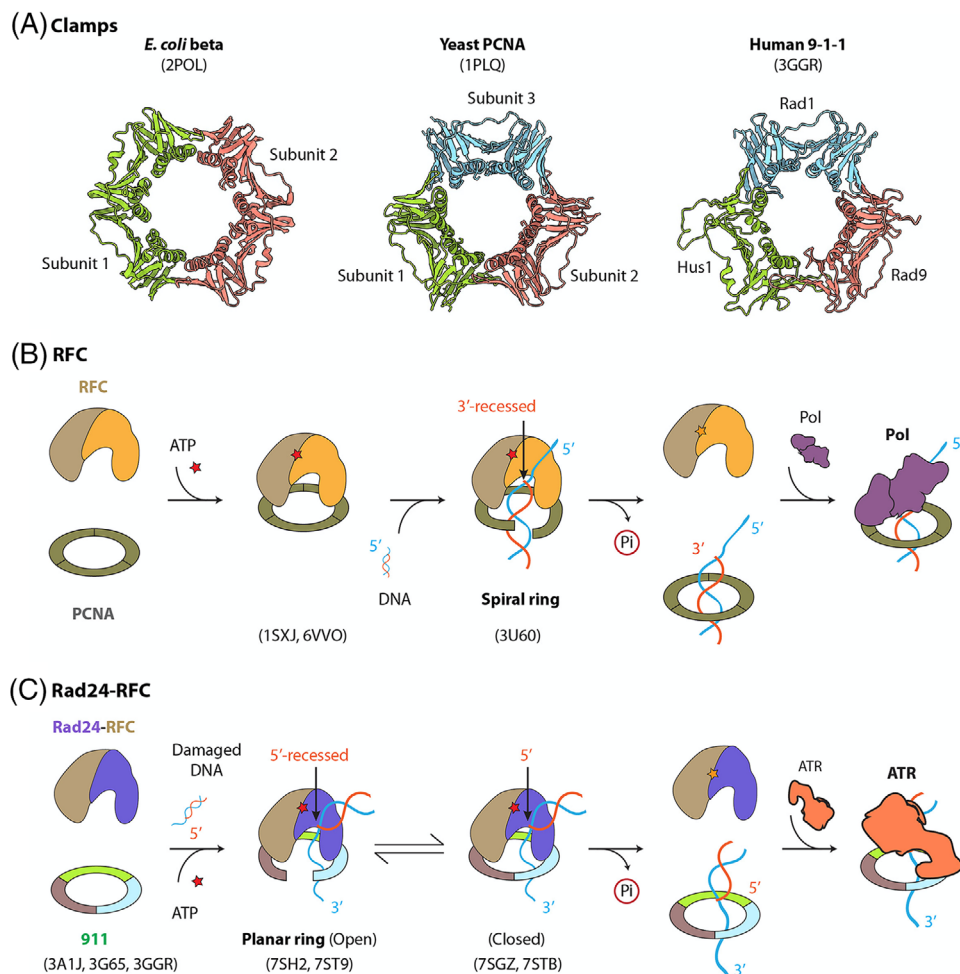 (A) Clamps
E. coli beta
(2POL)
Subunit 2
Subunit 1
Yeast PCNA
(1PLQ)
Subunit 3
Subunit 1
Subunit 2
Human 9-1-1
(3GGR)
Rad1
Hus1
Rad9
(B) RFC
RFC
ATP
PCNA
(1SXJ, 6VVO)
5′
DNA
3′-recessed
5′
Spiral ring
(3U60)
Pi
3′
5′
Pol
Pol
5′
(C) Rad24-RFC
Rad24-RFC
Damaged
DNA
5′
ATP
911
(3A1J, 3G65, 3GGR)
5′-recessed
3′
Planar ring (Open)
(7SH2, 7ST9)
5′
3′
(Closed)
(7SGZ, 7STB)
Pi
5′
3′
ATR
ATR
3′